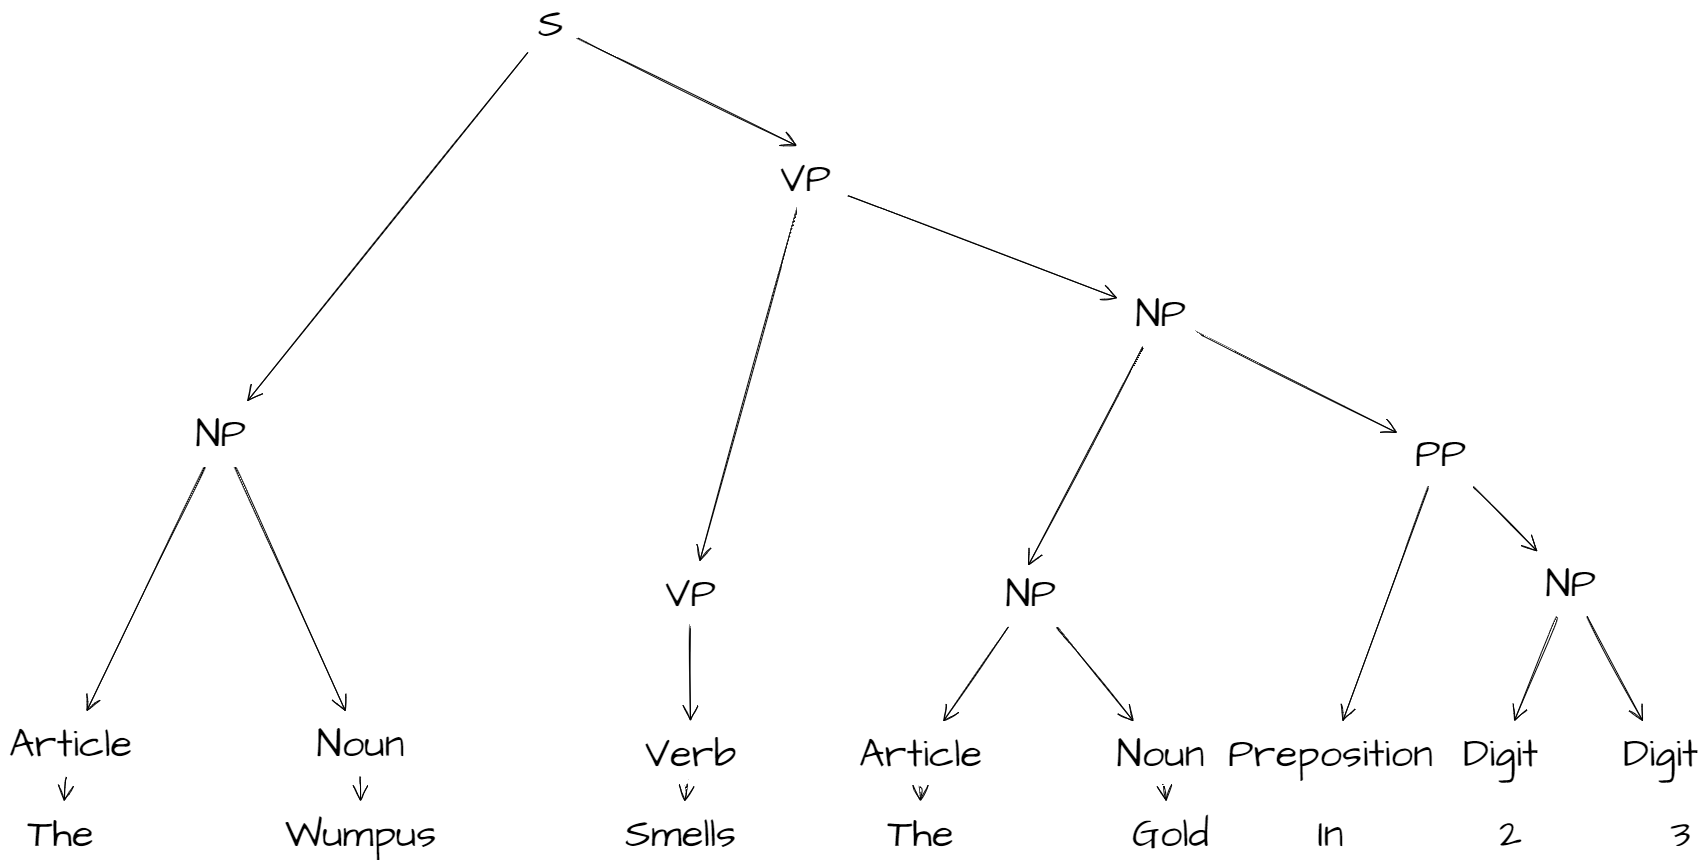 S
VP
NP
NP
PP
VP
NP
NP
Article Noun Verb Article Noun Preposition Digit Digit
The Wumpus Smells The Gold In 2 3